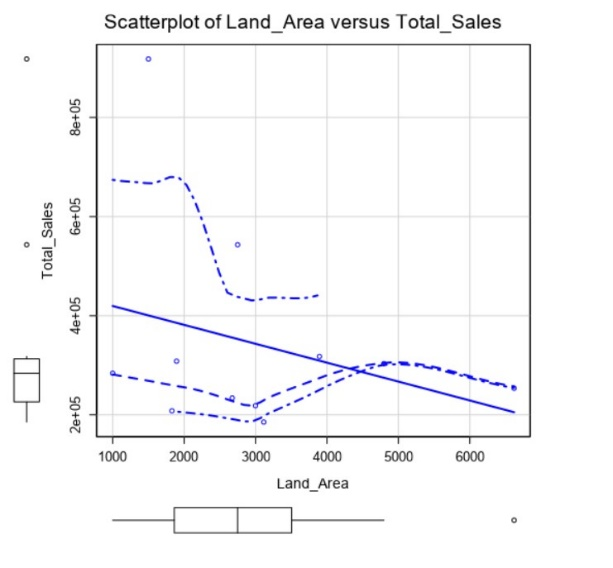 Scatterplot of Land_Area versus Total_Sales
8e+05
6e+05
4e+05
2e+05
Total_Sales
1000 2000 3000 4000 5000 6000
Land_Area